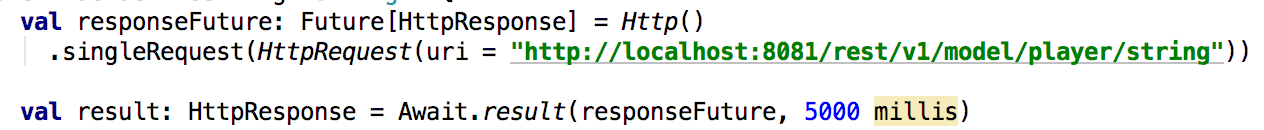 val responseFuture: Future[HttpResponse] = Http()
.singleRequest(HttpRequest(uri = "http://localhost:8081/rest/v1/model/player/string"))
val result: HttpResponse = Await.result(responseFuture, 5000 millis)